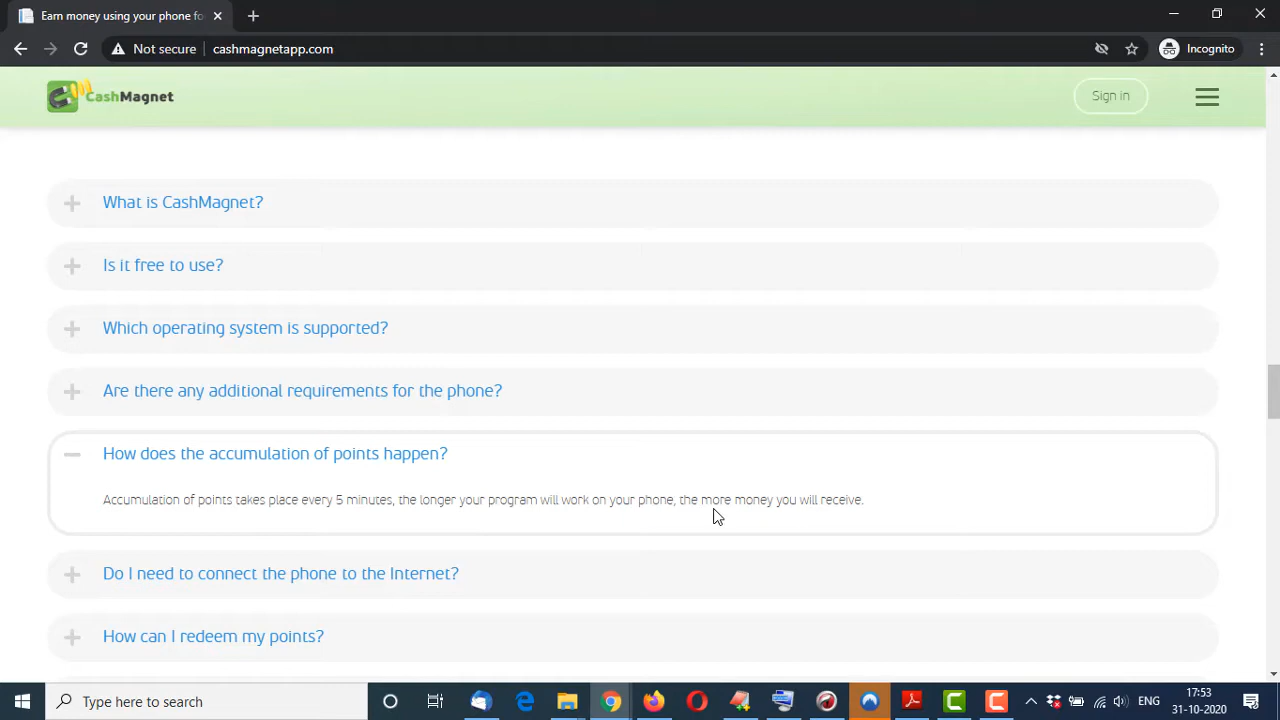 Earn money using your phone fo
Not secure
cashmagnetapp.com
Incognito
CashMagnet
Sign in
What is CashMagnet?
Is it free to use?
Which operating system is supported?
Are there any additional requirements for the phone?
How does the accumulation of points happen?
Accumulation of points takes place every 5 minutes, the longer your program will work on your phone, the more money you will receive.
Do I need to connect the phone to the Internet?
How can I redeem my points?
Type here to search
ENG
17:53
31-10-2020